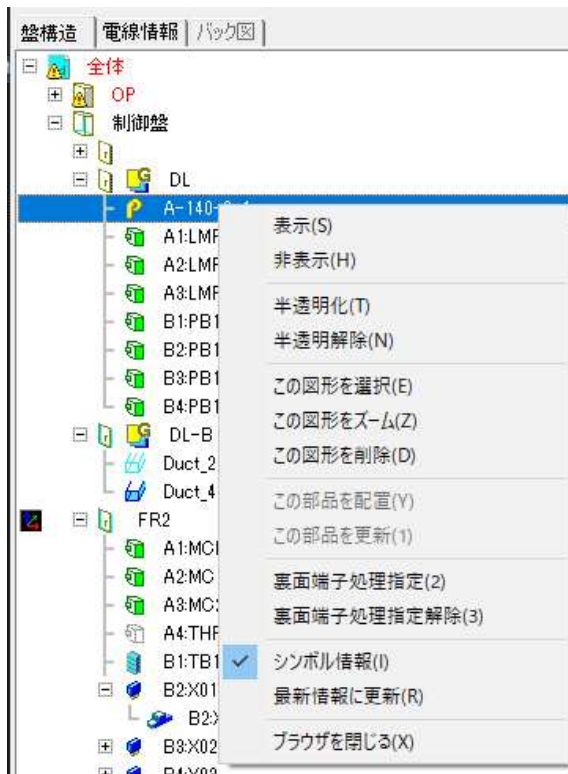 盤構造 電線情報 バック図
全体
OP
制御盤
DL
A-140-
A1:LMF
A2:LMF
A3:LMF
B1:PB1
B2:PB1
B3:PB1
B4:PB1
DL-B
Duct_2
Duct_4
FR2
A1:MC
A2:MC
A3:MC
A4:THF
B1:TB1
B2:X01
B2:
B3:X02
表示(S)
非表示(H)
半透明化(T)
半透明解除(N)
この図形を選択(E)
この図形をズーム(Z)
この図形を削除(D)
この部品を配置(Y)
この部品を更新(1)
裏面端子処理指定(2)
裏面端子処理指定解除(3)
シンボル情報(I)
最新情報に更新(R)
ブラウザを閉じる(X)